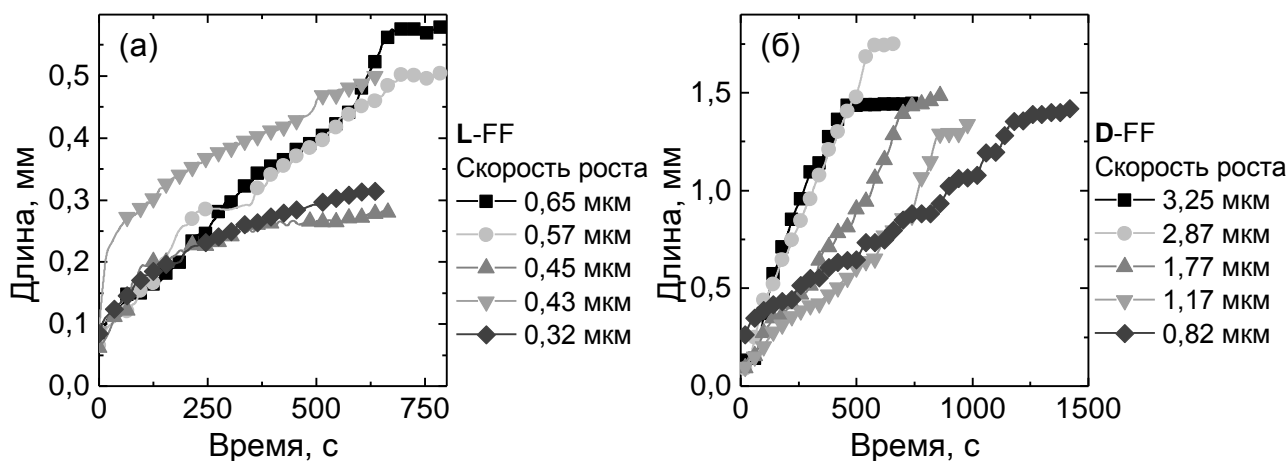 (а)
Длина, мм
0,5
0,4
0,3
0,2
0,1
0,0
0 250 500 750
Время, с
L-FF
Скорость роста
0,65 мкм
0,57 мкм
0,45 мкм
0,43 мкм
0,32 мкм
(б)
Длина, мм
1,5
1,0
0,5
0,0
0 500 1000 1500
Время, с
D-FF
Скорость роста
3,25 мкм
2,87 мкм
1,77 мкм
1,17 мкм
0,82 мкм